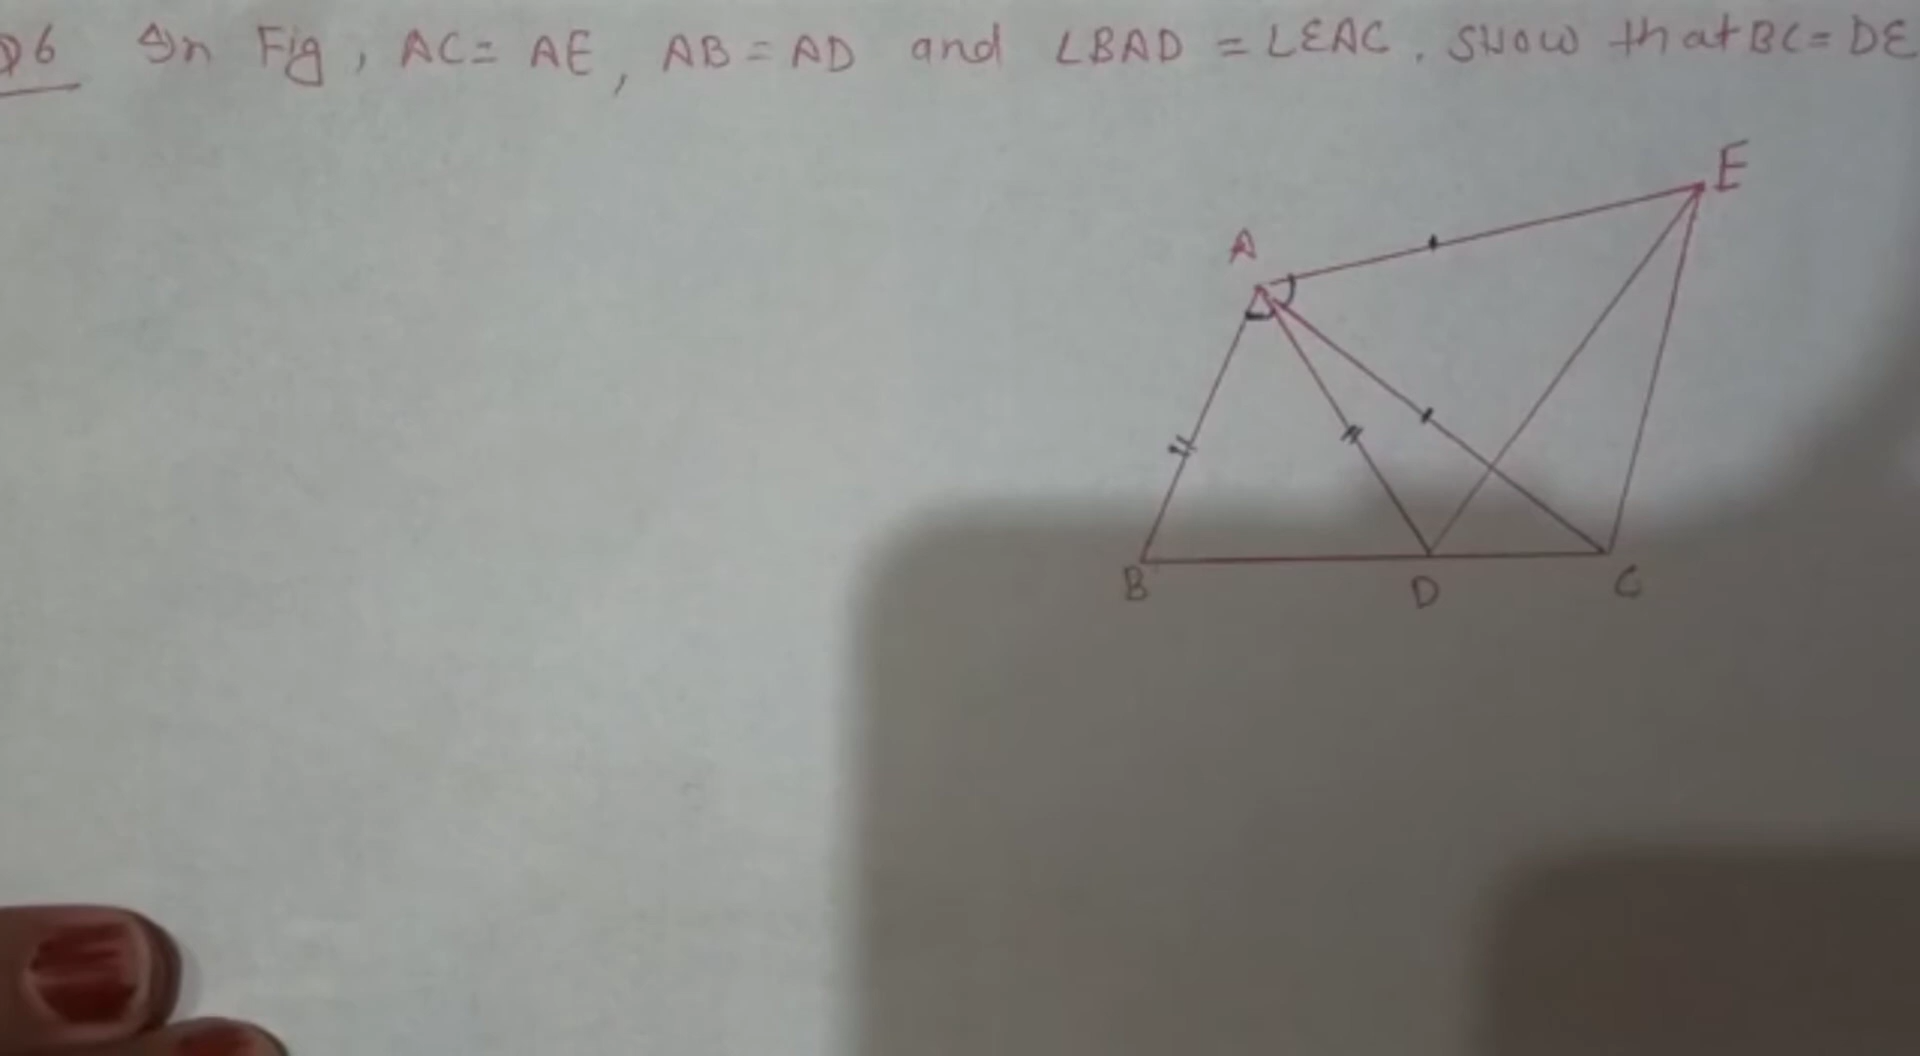 Q6 In Fig, AC = AE, AB = AD and ∠BAD = ∠EAC. Show that BC = DE
E
A
B D C